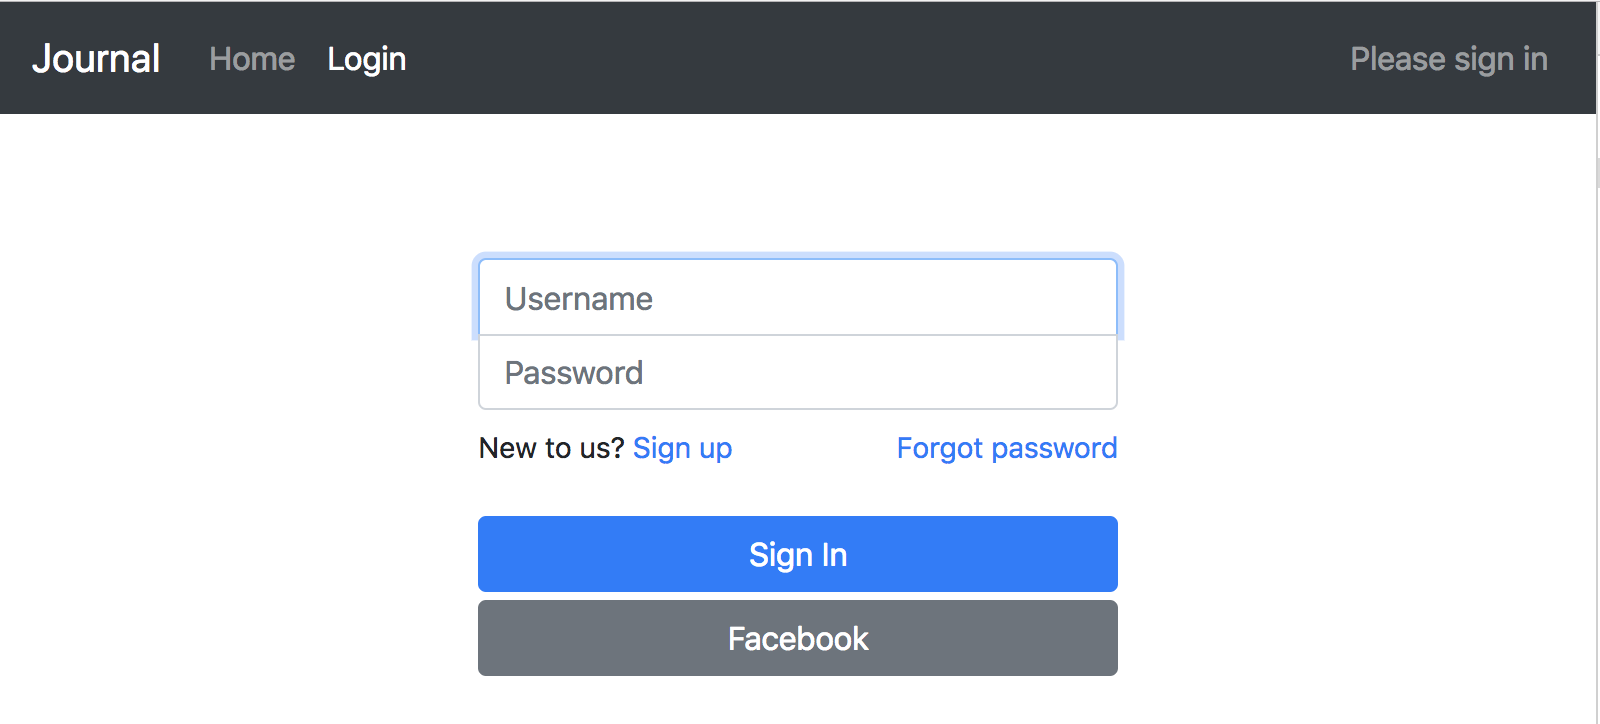 Journal Home Login Please sign in
Username
Password
New to us? Sign up Forgot password
Sign In
Facebook